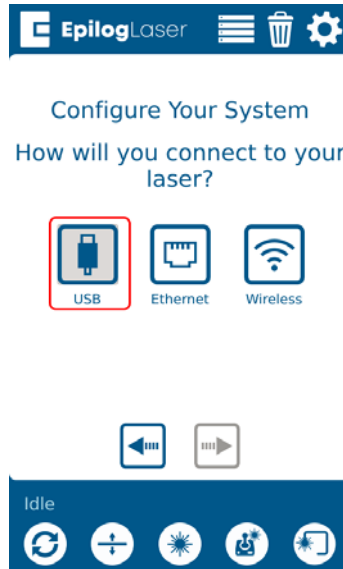 EpilogLaser
Configure Your System
How will you connect to your
laser?
USB Ethernet Wireless
Idle